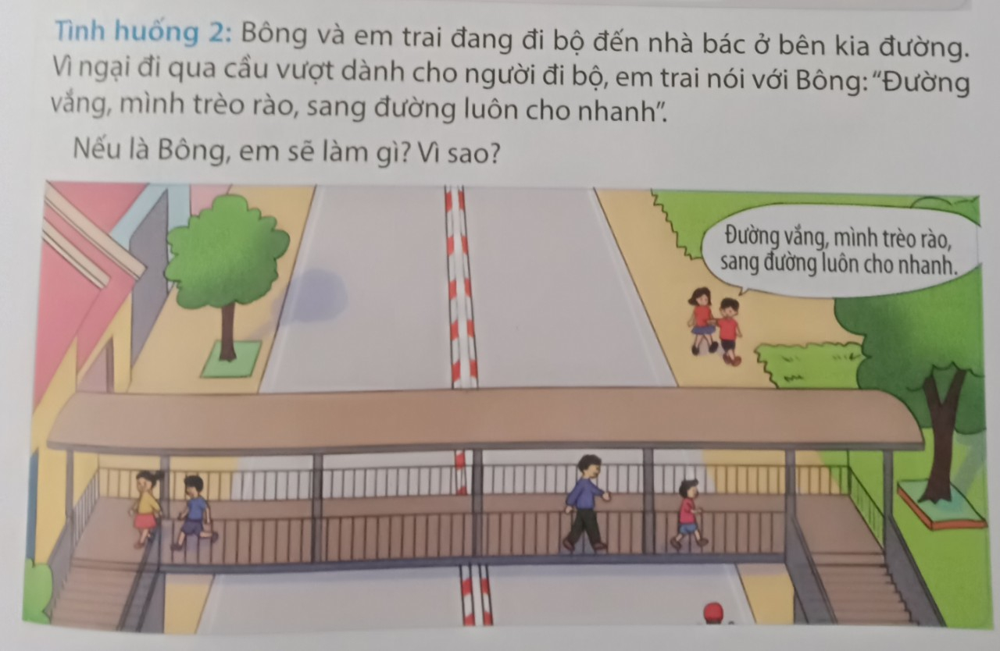 Tình huống 2: Bông và em trai đang đi bộ đến nhà bác ở bên kia đường.
Vì ngại đi qua cầu vượt dành cho người đi bộ, em trai nói với Bông: “Đường
vắng, mình trèo rào, sang đường luôn cho nhanh”.
Nếu là Bông, em sẽ làm gì? Vì sao?
Đường vắng, mình trèo rào,
sang đường luôn cho nhanh.